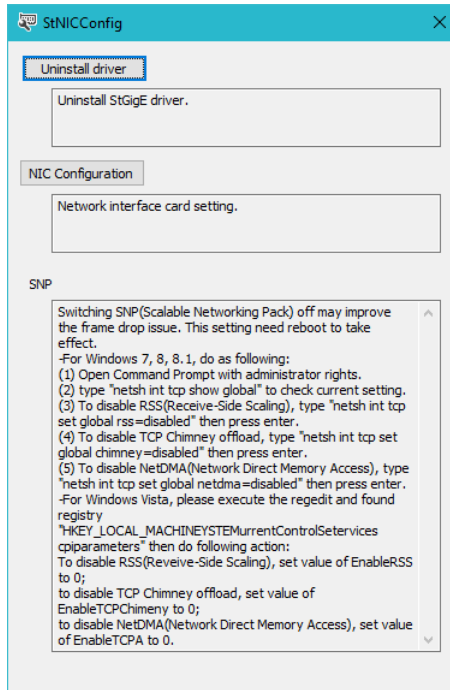 StNICConfig
Uninstall driver
Uninstall StGigE driver.
NIC Configuration
Network interface card setting.
SNP
Switching SNP(Scalable Networking Pack) off may improve
the frame drop issue. This setting need reboot to take
effect.
-For Windows 7, 8, 8.1, do as following:
(1) Open Command Prompt with administrator rights.
(2) type "netsh int tcp show global" to check current setting.
(3) To disable RSS(Receive-Side Scaling), type "netsh int tcp
set global rss=disabled" then press enter.
(4) To disable TCP Chimney offload, type "netsh int tcp set
global chimney=disabled" then press enter.
(5) To disable NetDMA(Network Direct Memory Access), type
"netsh int tcp set global netdma=disabled" then press enter.
-For Windows Vista, please execute the regedit and found
registry
"HKEY_LOCAL_MACHINEYSTEMurrentControlSetervices
cpiparameters" then do following action:
To disable RSS(Reveive-Side Scaling), set value of EnableRSS
to 0;
to disable TCP Chimney offload, set value of
EnableTCPChimeny to 0;
to disable NetDMA(Network Direct Memory Access), set value
of EnableTCPA to 0.